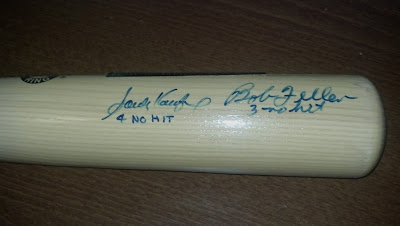 Sandy Koufax
4 NO HIT
Bob Feller
3-no hit